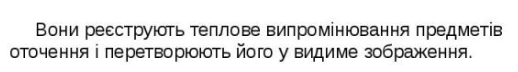 Вони реєструють теплове випромінювання предметів
оточення і перетворюють його у видиме зображення.